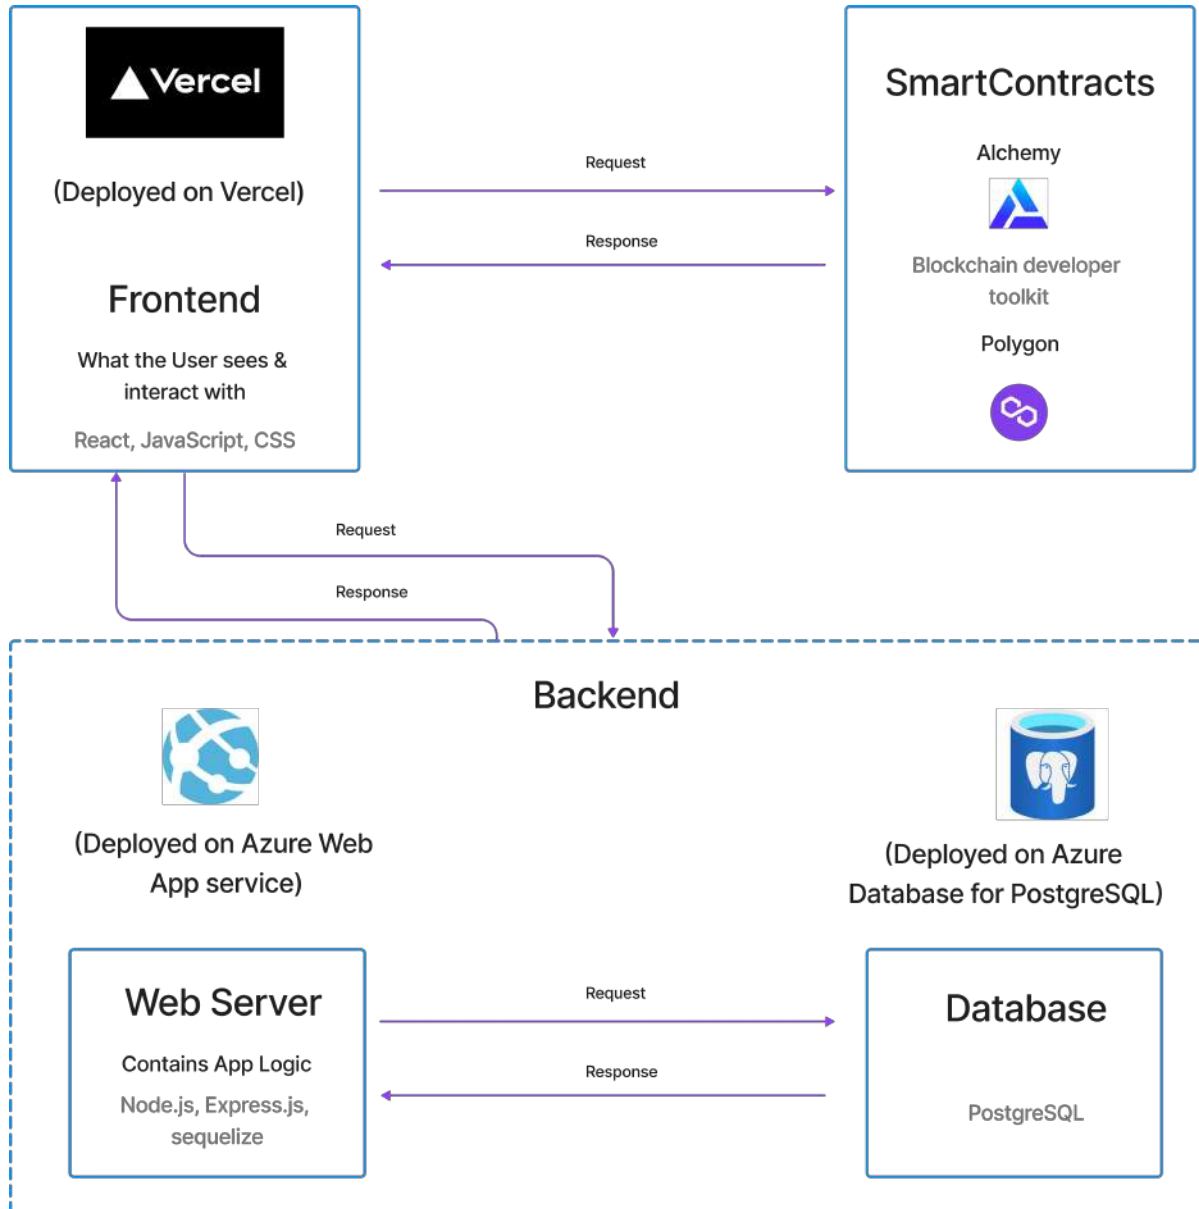 Vercel
(Deployed on Vercel)
Frontend
What the User sees &
interact with
React, JavaScript, CSS
Request
Response
SmartContracts
Alchemy
Blockchain developer
toolkit
Polygon
Request
Response
Backend
(Deployed on Azure Web
App service)
(Deployed on Azure
Database for PostgreSQL)
Web Server
Contains App Logic
Node.js, Express.js,
sequelize
Request
Response
Database
PostgreSQL